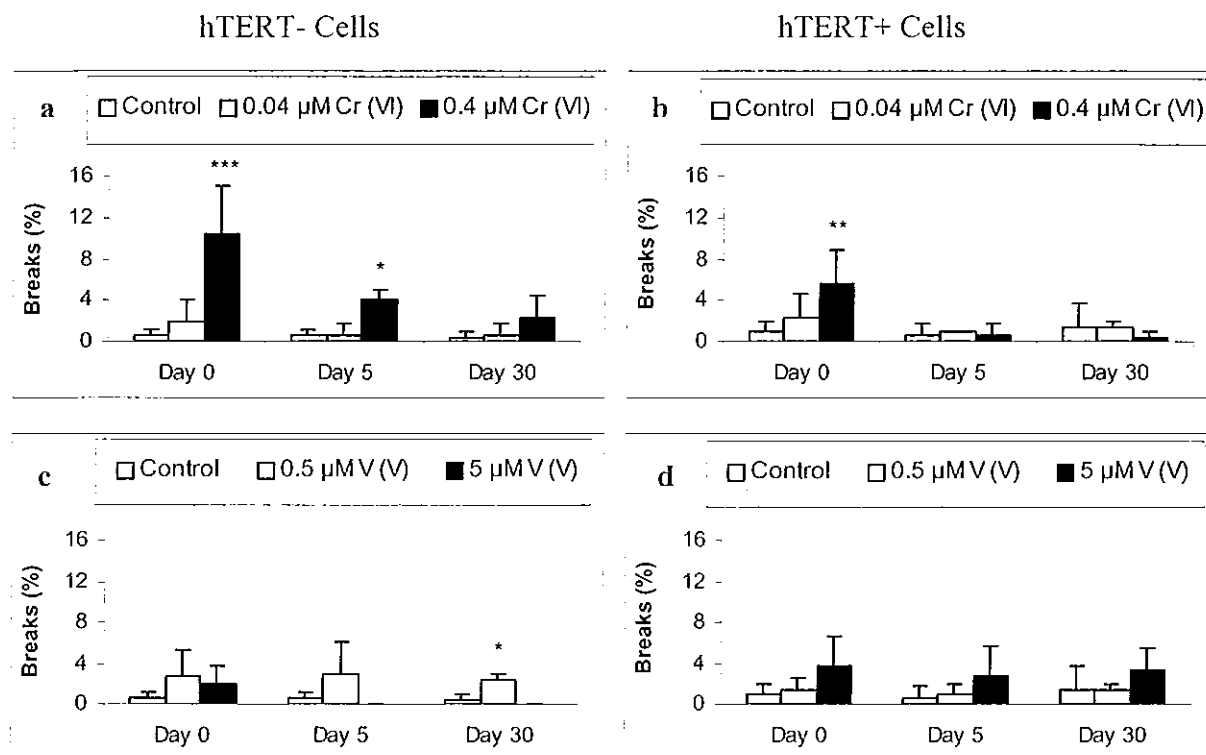 hTERT- Cells
hTERT+ Cells
a
Control 0.04 µM Cr (VI) 0.4 µM Cr (VI)
***
*
Breaks (%)
16
12
8
4
0
Day 0 Day 5 Day 30
b
Control 0.04 µM Cr (VI) 0.4 µM Cr (VI)
**
Breaks (%)
16
12
8
4
0
Day 0 Day 5 Day 30
c
Control 0.5 µM V (V) 5 µM V (V)
*
Breaks (%)
16
12
8
4
0
Day 0 Day 5 Day 30
d
Control 0.5 µM V (V) 5 µM V (V)
Breaks (%)
16
12
8
4
0
Day 0 Day 5 Day 30